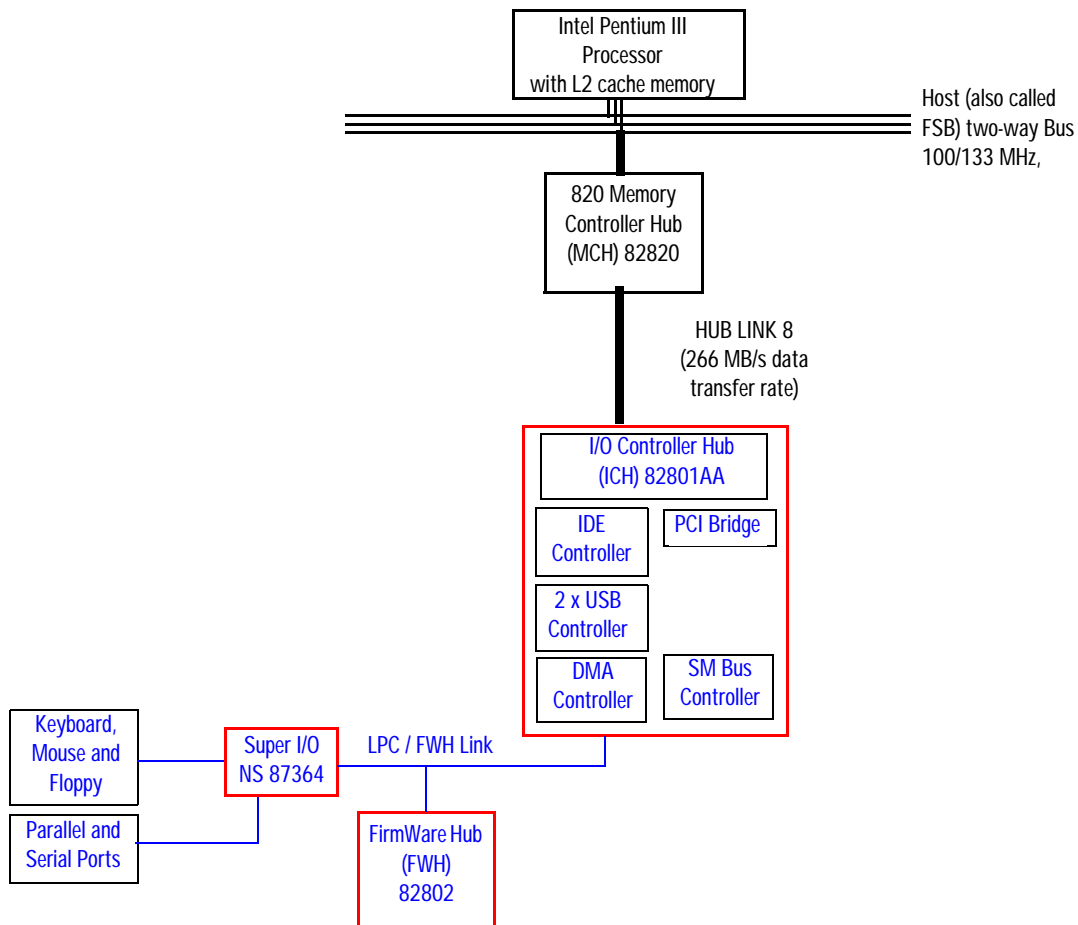 Intel Pentium III
Processor
with L2 cache memory
Host (also called
FSB) two-way Bus
100/133 MHz,
820 Memory
Controller Hub
(MCH) 82820
HUB LINK 8
(266 MB/s data
transfer rate)
I/O Controller Hub
(ICH) 82801AA
IDE
Controller
PCI Bridge
2 x USB
Controller
DMA
Controller
SM Bus
Controller
Keyboard,
Mouse and
Floppy
Super I/O
NS 87364
LPC / FWH Link
Parallel and
Serial Ports
FirmWare Hub
(FWH)
82802